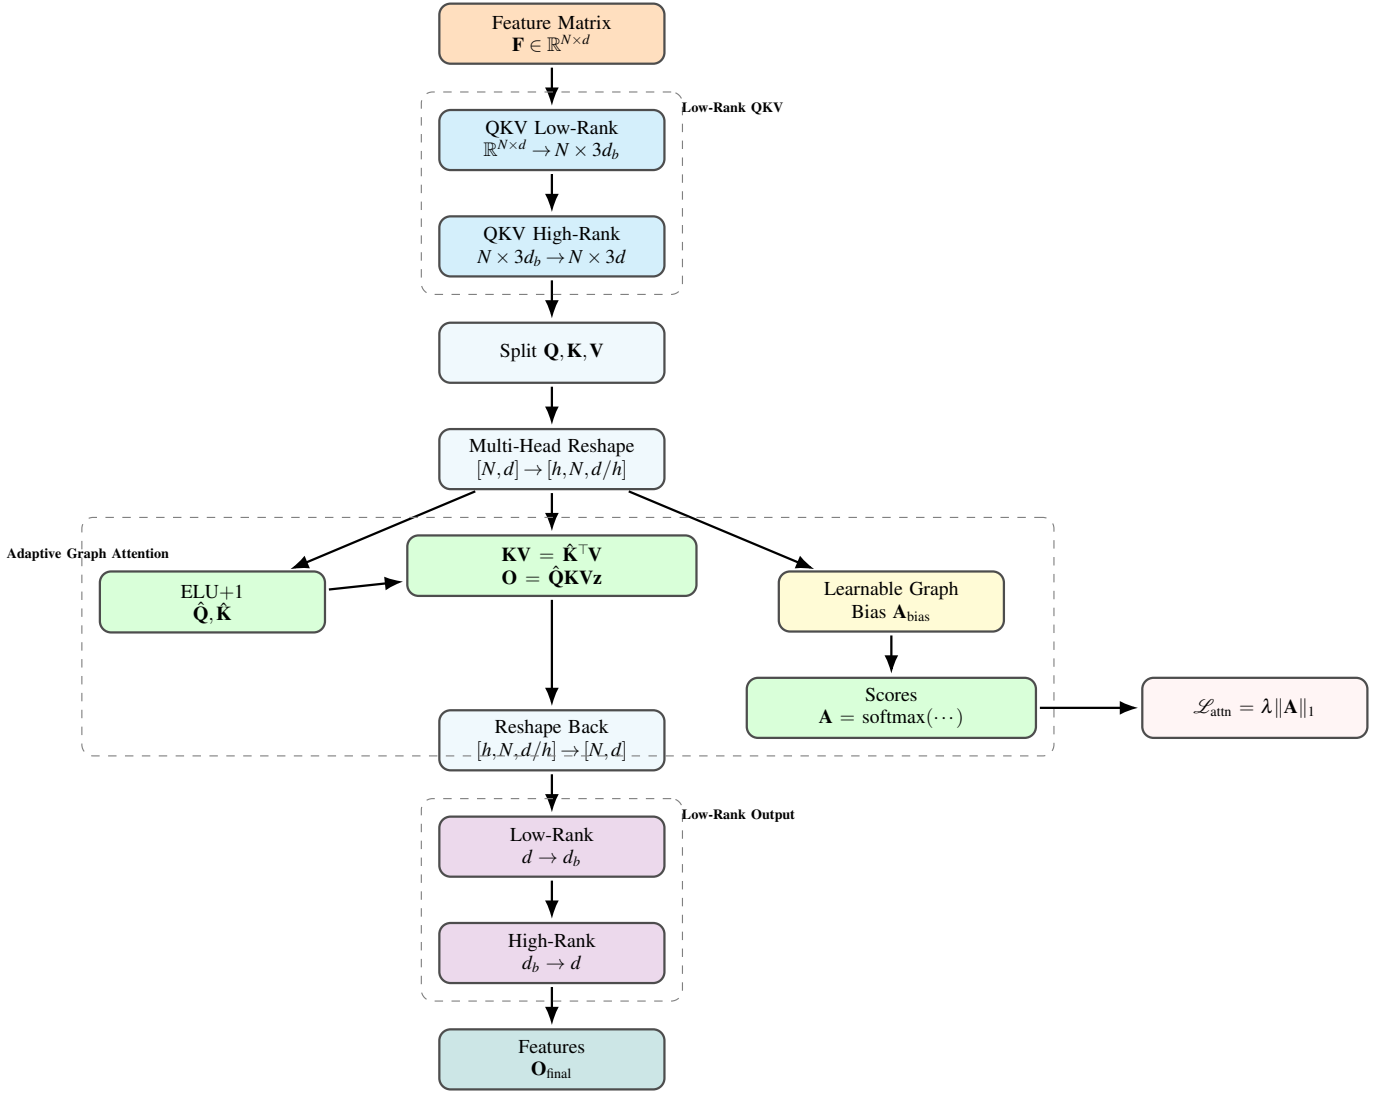 Feature Matrix
𝐅 ∈ ℝ^{N×d}
Low-Rank QKV
QKV Low-Rank
ℝ^{N×d} → N × 3d_b
QKV High-Rank
N × 3d_b → N × 3d
Split 𝐐, 𝐊, 𝐕
Multi-Head Reshape
[N, d] → [h, N, d/h]
Adaptive Graph Attention
ELU+1
𝐐̂, 𝐊̂
𝐊𝐕 = 𝐊̂^⊤𝐕
𝐎 = 𝐐̂𝐊𝐕𝐳
Learnable Graph
Bias 𝐀_bias
Scores
𝐀 = softmax(⋯)
ℒ_attn = λ‖𝐀‖_1
Reshape Back
[h, N, d/h] → [N, d]
Low-Rank Output
Low-Rank
d → d_b
High-Rank
d_b → d
Features
𝐎_final